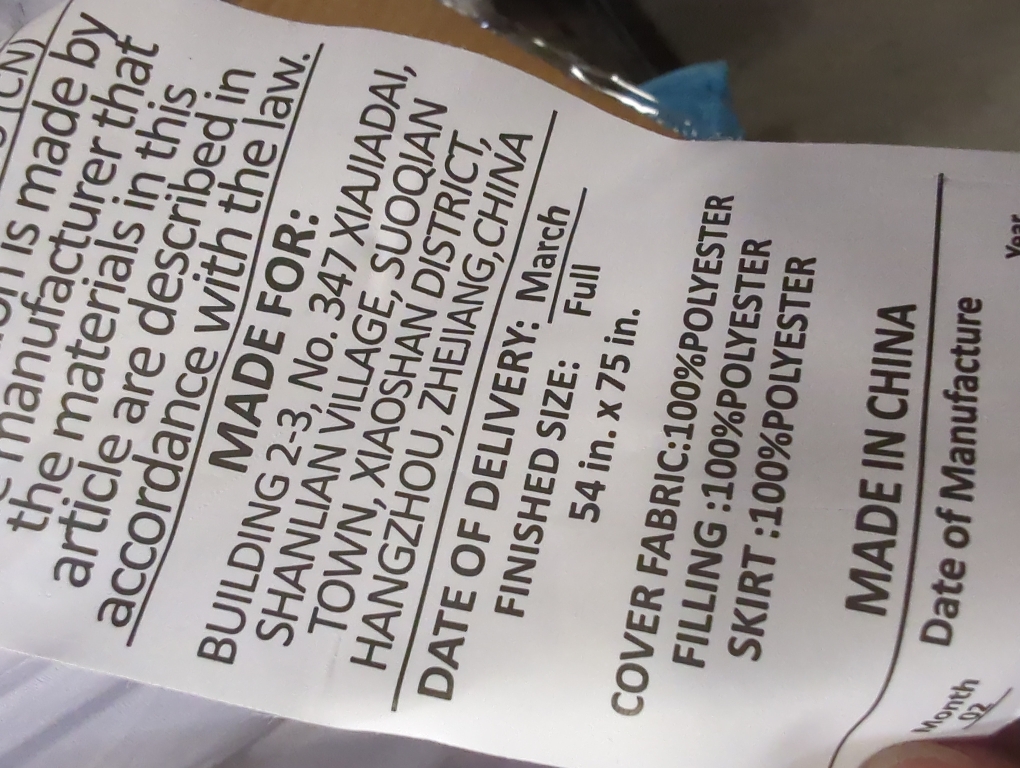 (CN)
is made by
manufacturer that
the materials in this
article are described in
accordance with the law.
MADE FOR:
BUILDING 2-3, No. 347 XIAJIADAI,
SHANLIAN VILLAGE, SUOQIAN
TOWN, XIAOSHAN DISTRICT,
HANGZHOU, ZHEJIANG,CHINA
DATE OF DELIVERY: March
FINISHED SIZE: Full
54 in. x 75 in.
COVER FABRIC:100%POLYESTER
FILLING :100%POLYESTER
SKIRT :100%POLYESTER
MADE IN CHINA
Date of Manufacture
Month Year
02